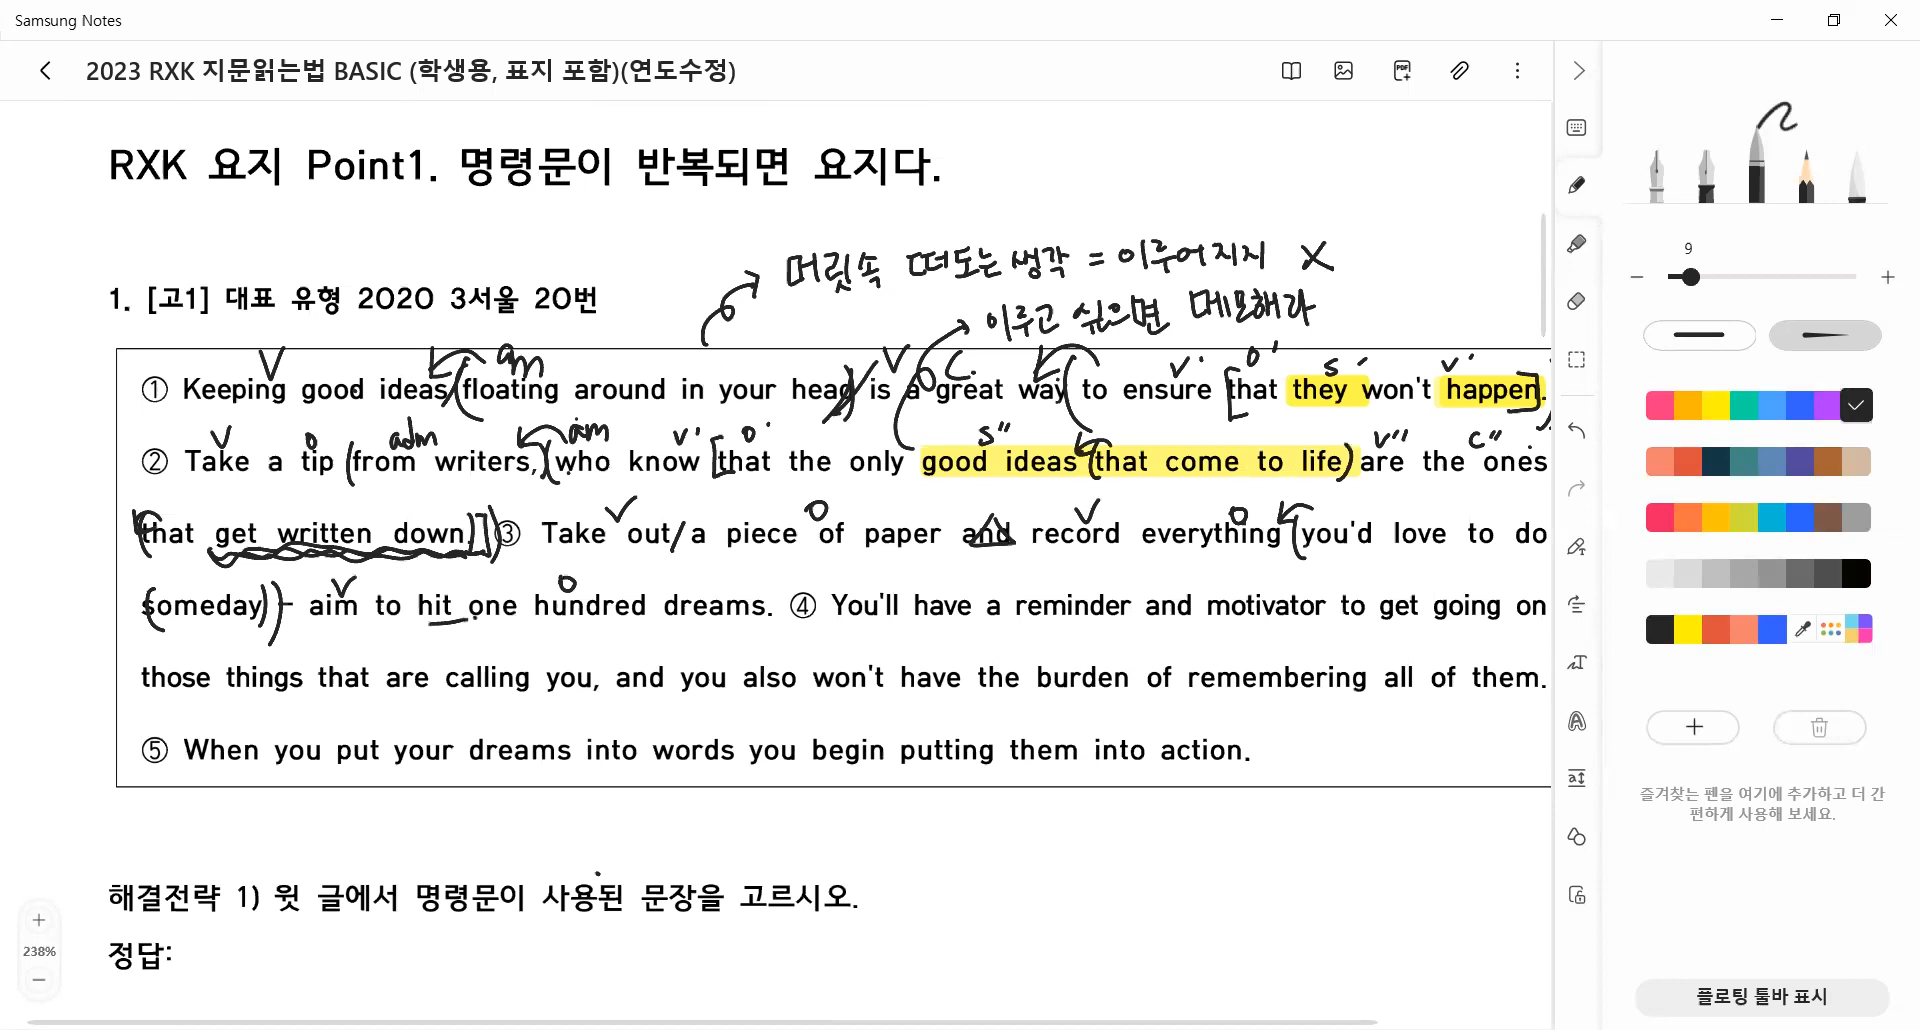 Samsung Notes
2023 RXK 지문읽는법 BASIC (학생용, 표지 포함)(연도수정)
RXK 요지 Point1. 명령문이 반복되면 요지다.
머릿속 떠도는 생각 = 이루어지지 X
이루고 싶으면 메모해라
1. [고1] 대표 유형 2020 3서울 20번
V am V C. v' o' s' v'
① Keeping good ideas floating around in your head is a great way to ensure that they won't happen.
V o adm am v' o' s" v" c"
② Take a tip from writers, who know that the only good ideas that come to life are the ones
V O V O
that get written down. ③ Take out a piece of paper and record everything you'd love to do
V O
someday - aim to hit one hundred dreams. ④ You'll have a reminder and motivator to get going on
those things that are calling you, and you also won't have the burden of remembering all of them.
⑤ When you put your dreams into words you begin putting them into action.
해결전략 1) 윗 글에서 명령문이 사용된 문장을 고르시오.
정답:
238%
9
즐겨찾는 펜을 여기에 추가하고 더 간
편하게 사용해 보세요.
플로팅 툴바 표시